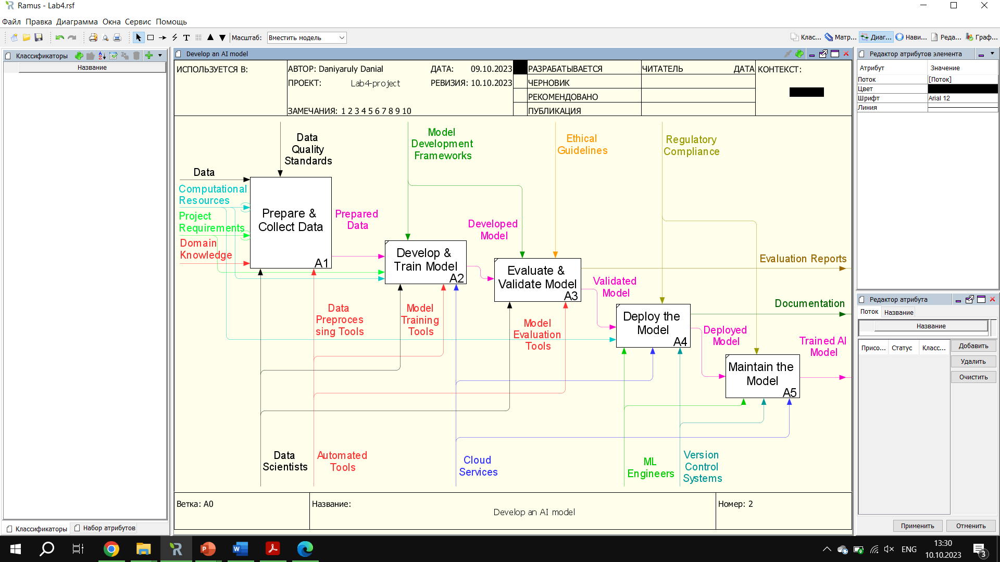 Ramus - Lab4.rsf
Файл Правка Диаграмма Окна Сервис Помощь
Масштаб: Вместить модель
Клас... Матр... Диаг... Нави... Реда... Граф...
Классификаторы
Название
Классификаторы Набор атрибутов
Develop an AI model
ИСПОЛЬЗУЕТСЯ В:
АВТОР: Daniyaruly Danial
ДАТА: 09.10.2023
ПРОЕКТ: Lab4-project
РЕВИЗИЯ: 10.10.2023
ЗАМЕЧАНИЯ: 1 2 3 4 5 6 7 8 9 10
РАЗРАБАТЫВАЕТСЯ
ЧЕРНОВИК
РЕКОМЕНДОВАНО
ПУБЛИКАЦИЯ
ЧИТАТЕЛЬ ДАТА
КОНТЕКСТ:
Data
Quality
Standards
Model
Development
Frameworks
Ethical
Guidelines
Regulatory
Compliance
Data
Computational
Resources
Project
Requirements
Domain
Knowledge
Prepare &
Collect Data
A1
Prepared
Data
Develop &
Train Model
A2
Developed
Model
Evaluate &
Validate Model
A3
Evaluation Reports
Validated
Model
Deploy the
Model
A4
Documentation
Deployed
Model
Trained AI
Model
Maintain the
Model
A5
Data
Preproces
sing Tools
Model
Training
Tools
Model
Evaluation
Tools
Data
Scientists
Automated
Tools
Cloud
Services
ML
Engineers
Version
Control
Systems
Ветка: A0
Название:
Develop an AI model
Номер: 2
Редактор атрибутов элемента
Атрибут Значение
Поток [Поток]
Цвет
Шрифт Arial 12
Линия
Редактор атрибута
Поток Название
Название
Присо... Статус Класс...
Добавить
Удалить
Очистить
Применить Отменить
ENG
13:30
10.10.2023
3